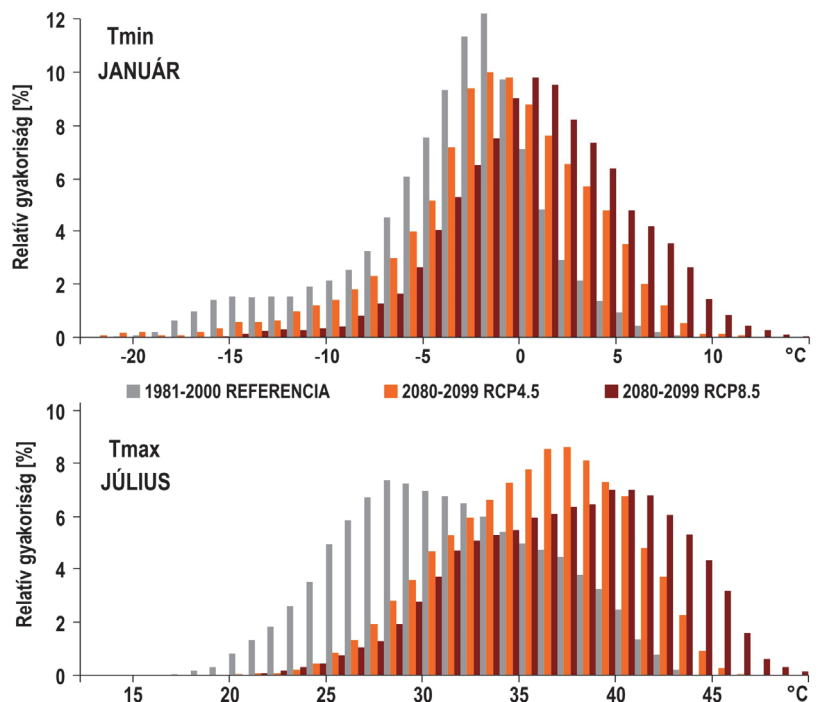 Tmin
JANUÁR
Relatív gyakoriság [%]
12
10
8
6
4
2
0
-20 -15 -10 -5 0 5 10 °C
1981-2000 REFERENCIA 2080-2099 RCP4.5 2080-2099 RCP8.5
Tmax
JÚLIUS
Relatív gyakoriság [%]
10
8
6
4
2
0
15 20 25 30 35 40 45 °C